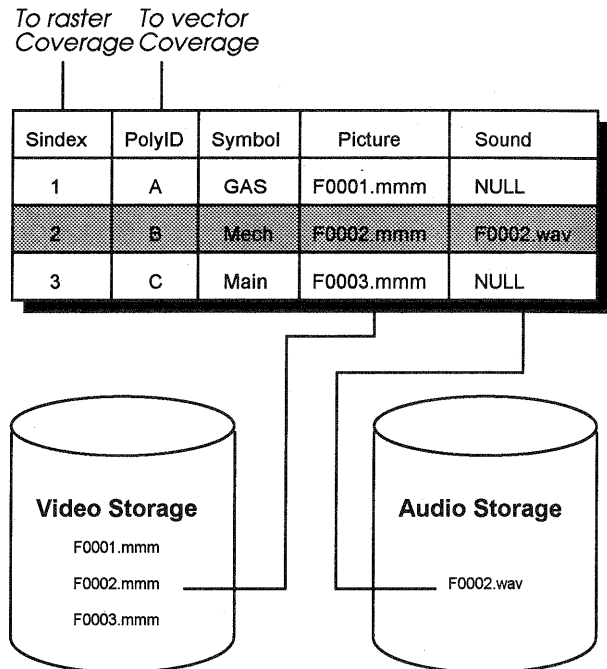 To raster To vector
Coverage Coverage
Sindex PolyID Symbol Picture Sound
1 A GAS F0001.mmm NULL
2 B Mech F0002.mmm F0002.wav
3 C Main F0003.mmm NULL
Video Storage
F0001.mmm
F0002.mmm
F0003.mmm
Audio Storage
F0002.wav